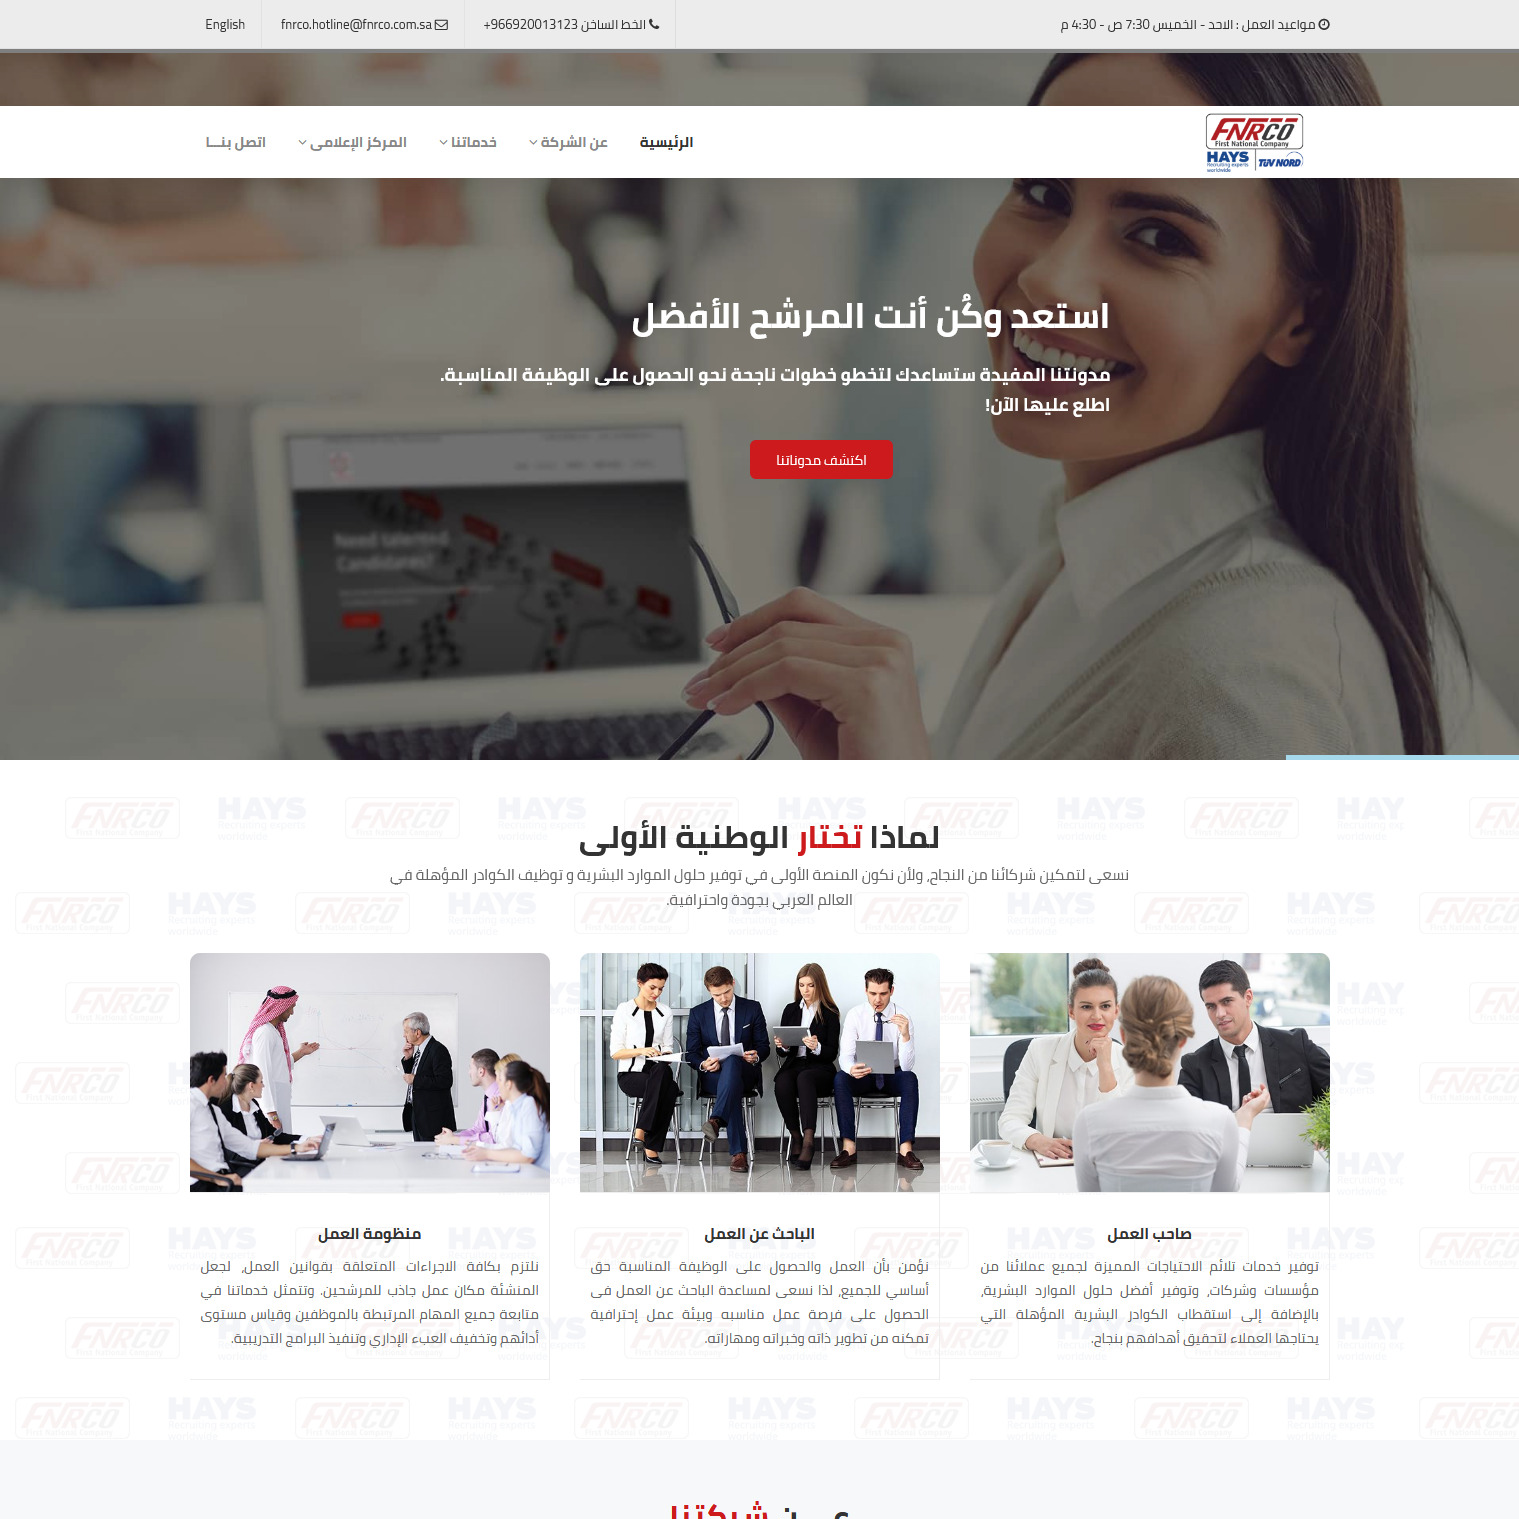 مواعيد العمل : الاحد - الخميس 7:30 ص - 4:30 م
الخط الساخن 966920013123+
fnrco.hotline@fnrco.com.sa
English
FNRCO
First National Company
HAYS
Recruiting experts
worldwide
TÜV NORD
الرئيسية
عن الشركة
خدماتنا
المركز الإعلامى
اتصل بنـــا
استعد وكُن أنت المرشح الأفضل
مدونتنا المفيدة ستساعدك لتخطو خطوات ناجحة نحو الحصول على الوظيفة المناسبة.
اطلع عليها الآن!
اكتشف مدوناتنا
Need talented
Candidates?
لماذا تختار الوطنية الأولى
نسعى لتمكين شركائنا من النجاح, ولأن نكون المنصة الأولى في توفير حلول الموارد البشرية و توظيف الكوادر المؤهلة في
العالم العربي بجودة واحترافية.
صاحب العمل
توفير خدمات تلائم الاحتياجات المميزة لجميع عملائنا من
مؤسسات وشركات, وتوفير أفضل حلول الموارد البشرية,
بالإضافة إلى استقطاب الكوادر البشرية المؤهلة التي
يحتاجها العملاء لتحقيق أهدافهم بنجاح.
الباحث عن العمل
نؤمن بأن العمل والحصول على الوظيفة المناسبة حق
أساسي للجميع, لذا نسعى لمساعدة الباحث عن العمل فى
الحصول على فرصة عمل مناسبه وبيئة عمل إحترافية
تمكنه من تطوير ذاته وخبراته ومهاراته.
منظومة العمل
نلتزم بكافة الاجراءات المتعلقة بقوانين العمل, لجعل
المنشئة مكان عمل جاذب للمرشحين. وتتمثل خدماتنا في
متابعة جميع المهام المرتبطة بالموظفين وقياس مستوى
أدائهم وتخفيف العبء الإداري وتنفيذ البرامج التدريبية.